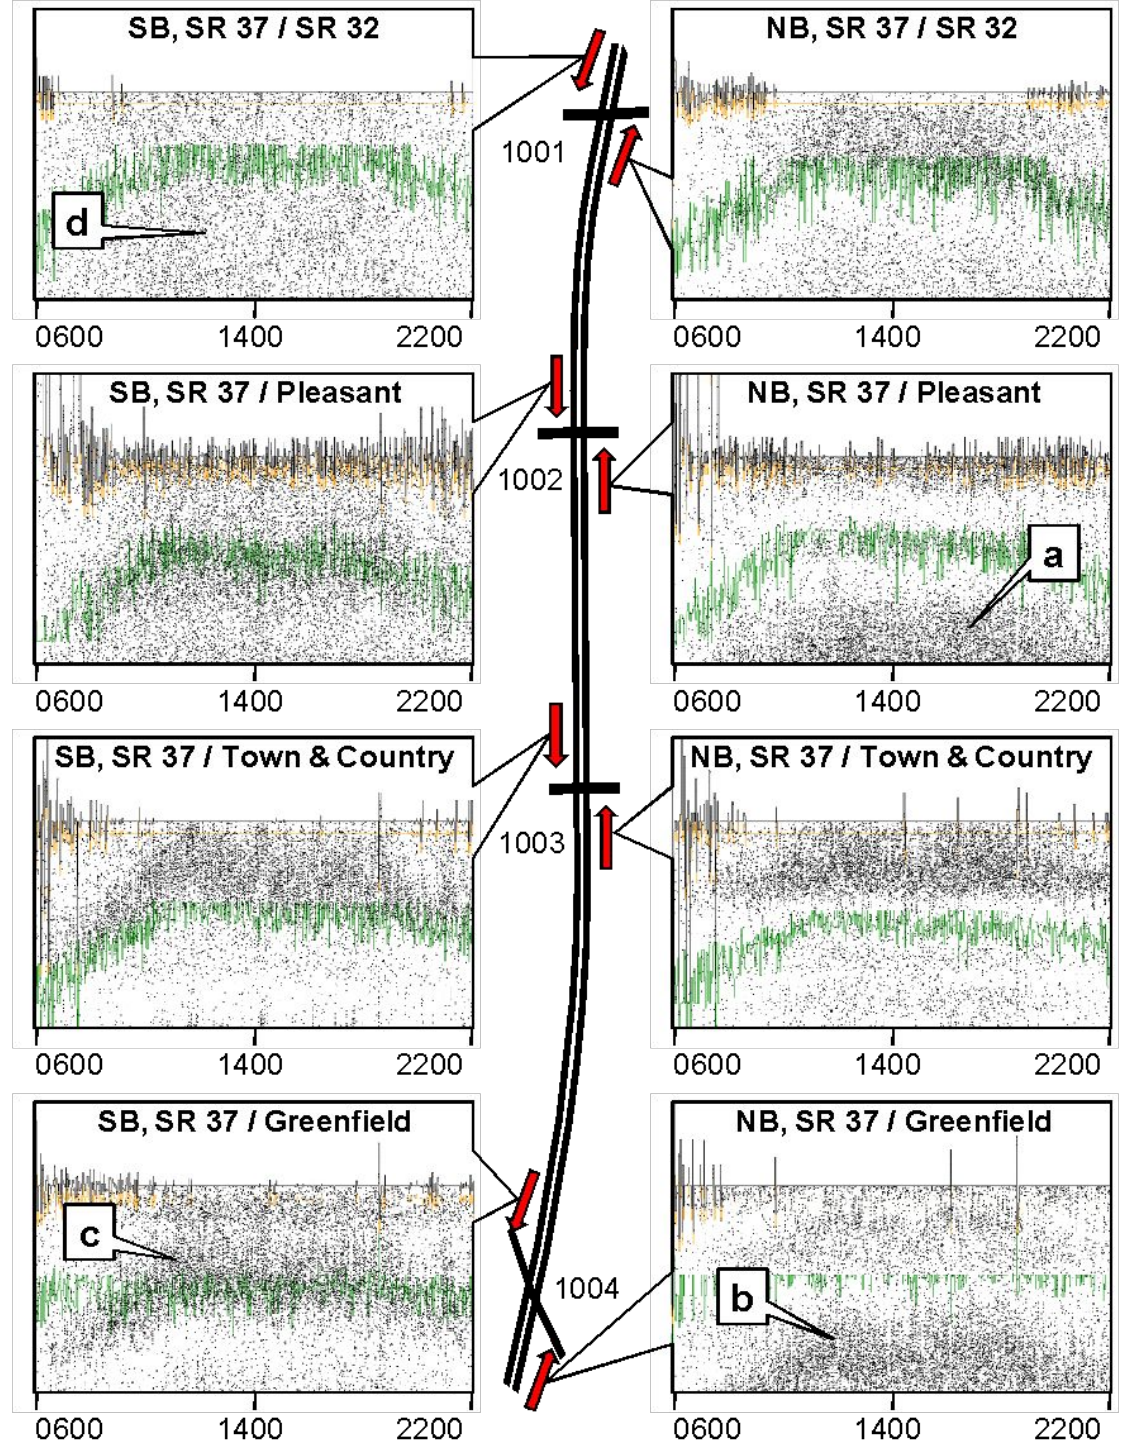 SB, SR 37 / SR 32
NB, SR 37 / SR 32
1001
d
0600 1400 2200
0600 1400 2200
SB, SR 37 / Pleasant
NB, SR 37 / Pleasant
1002
a
0600 1400 2200
0600 1400 2200
SB, SR 37 / Town & Country
NB, SR 37 / Town & Country
1003
0600 1400 2200
0600 1400 2200
SB, SR 37 / Greenfield
NB, SR 37 / Greenfield
c
1004
b
0600 1400 2200
0600 1400 2200